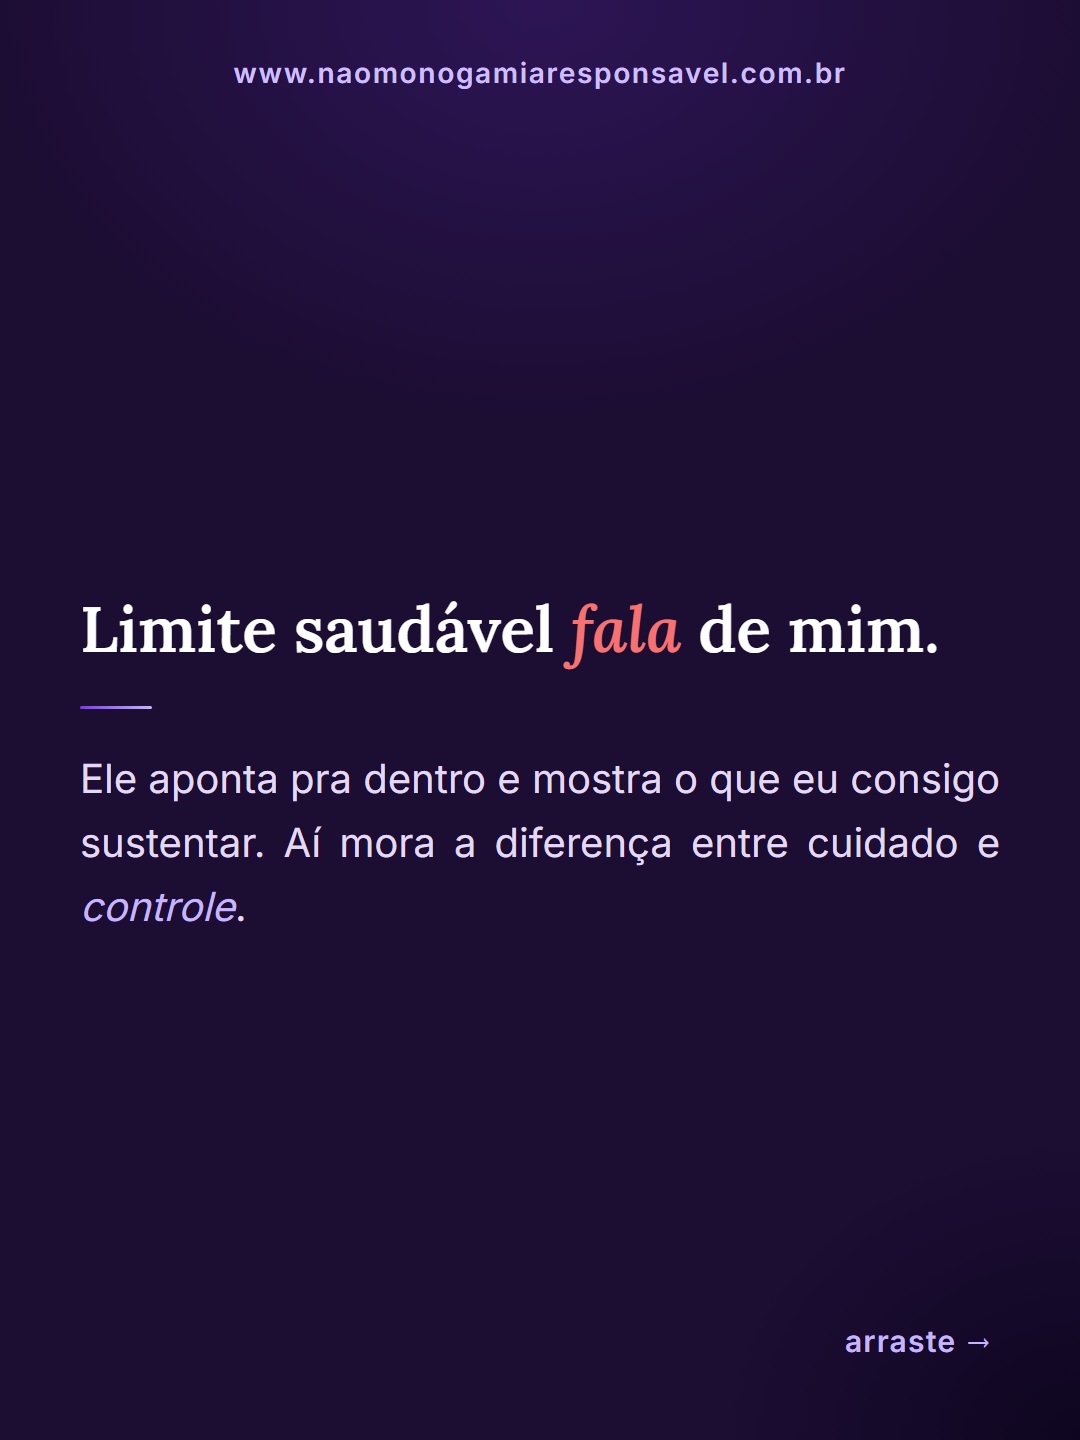 www.naomonogamiaresponsavel.com.br
Limite saudável fala de mim.
Ele aponta pra dentro e mostra o que eu consigo
sustentar. Aí mora a diferença entre cuidado e
controle.
arraste →